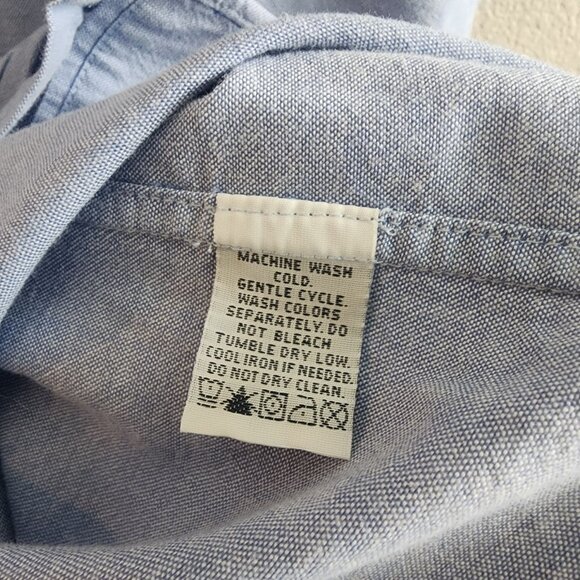 MACHINE WASH
COLD.
GENTLE CYCLE.
WASH COLORS
SEPARATELY. DO
NOT BLEACH
TUMBLE DRY LOW.
COOL IRON IF NEEDED.
DO NOT DRY CLEAN.